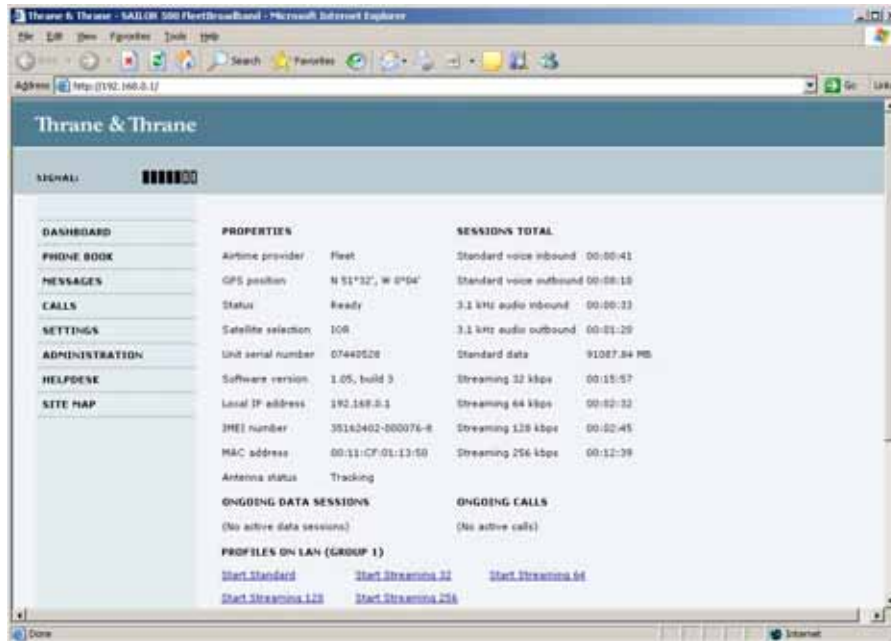 Thrane & Thrane - SAILOR 500 FleetBroadband - Microsoft Internet Explorer
File Edit View Favorites Tools Help
Search Favorites
Address http://192.168.0.1/ Go Links
Thrane & Thrane
SIGNAL:
DASHBOARD
PHONE BOOK
MESSAGES
CALLS
SETTINGS
ADMINISTRATION
HELPDESK
SITE MAP
PROPERTIES
Airtime provider Fleet
GPS position N 51°32', W 0°04'
Status Ready
Satellite selection IOR
Unit serial number 07440528
Software version 1.05, build 3
Local IP address 192.168.0.1
IMEI number 35162402-000076-
MAC address 00:11:CF:01:13:50
Antenna status Tracking
SESSIONS TOTAL
Standard voice inbound 00:00:41
Standard voice outbound 00:08:10
3.1 kHz audio inbound 00:00:33
3.1 kHz audio outbound 00:01:20
Standard data 91087.84 MB
Streaming 32 kbps 00:15:57
Streaming 64 kbps 00:02:32
Streaming 128 kbps 00:02:45
Streaming 256 kbps 00:12:39
ONGOING DATA SESSIONS
(No active data sessions)
ONGOING CALLS
(No active calls)
PROFILES ON LAN (GROUP 1)
Start Standard Start Streaming 32 Start Streaming 64
Start Streaming 128 Start Streaming 256
Done Internet